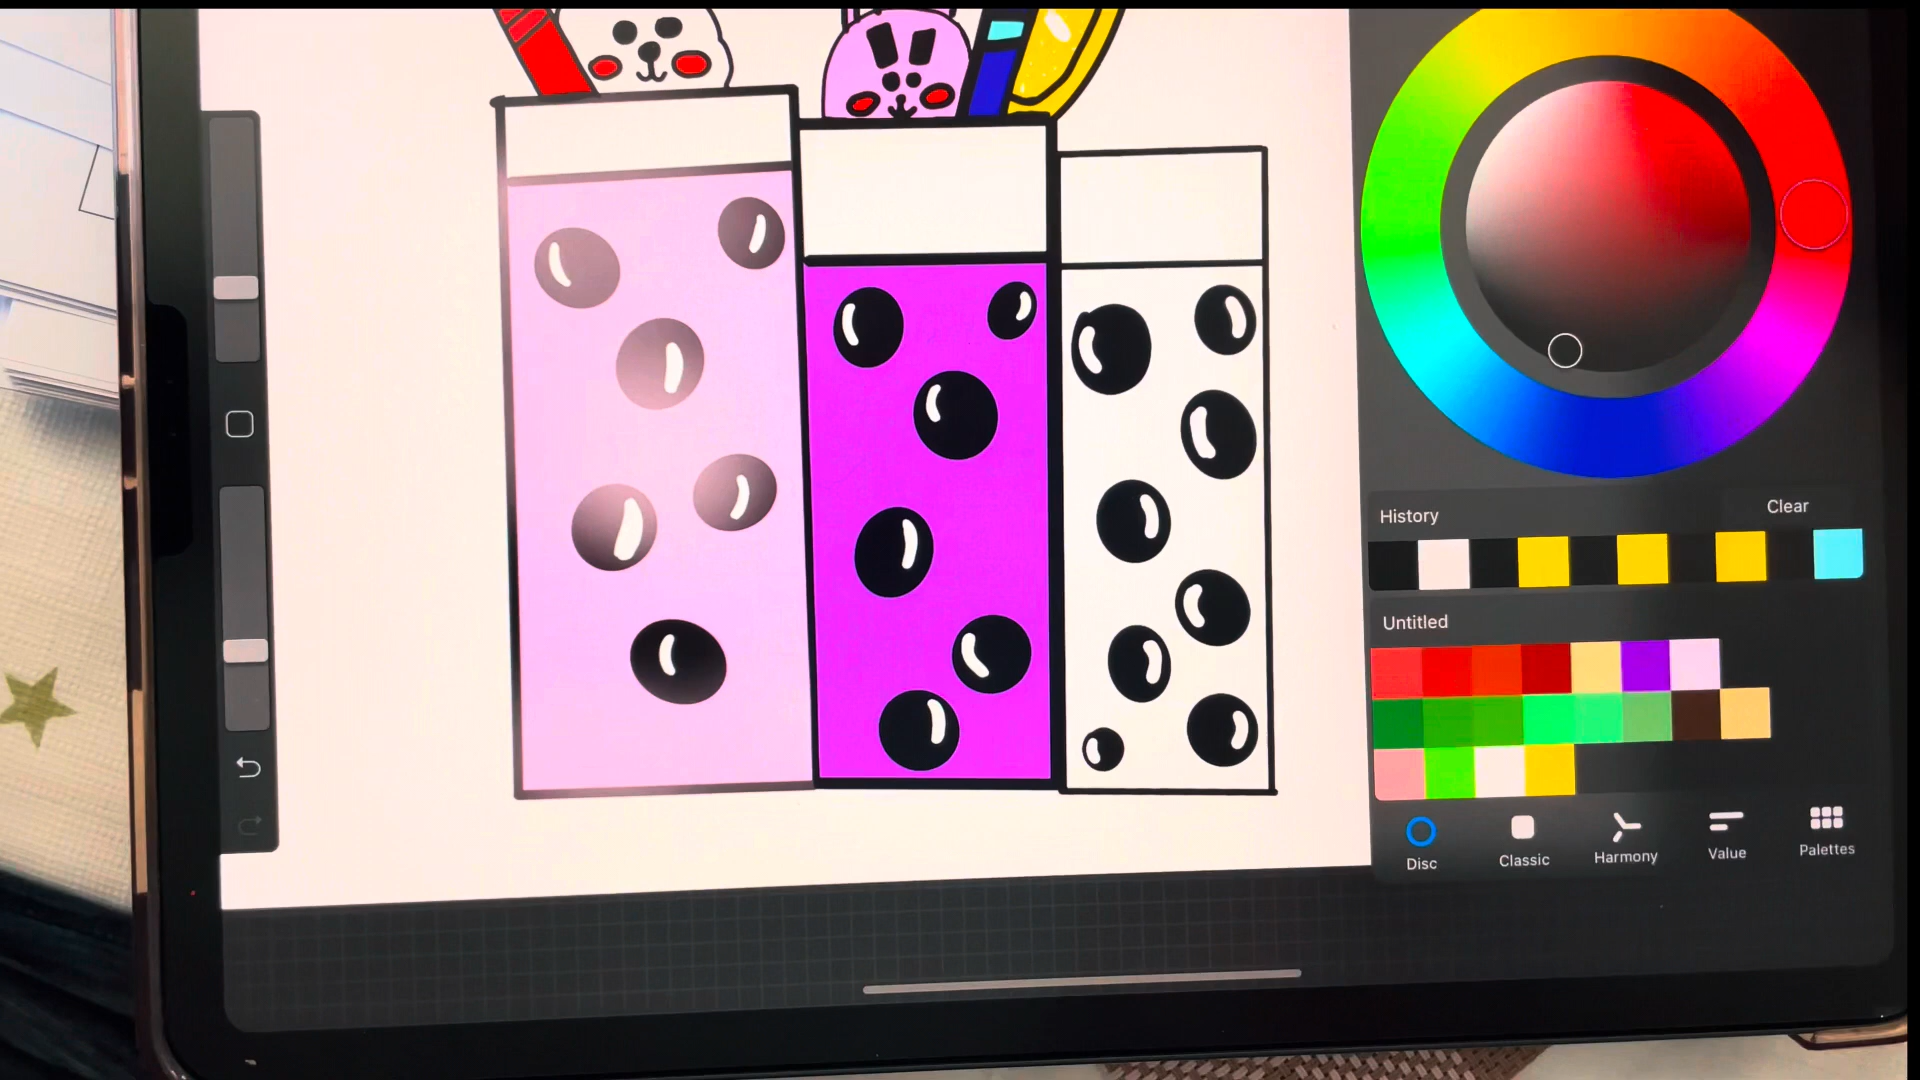 History
Clear
Untitled
Disc
Classic
Harmony
Value
Palettes